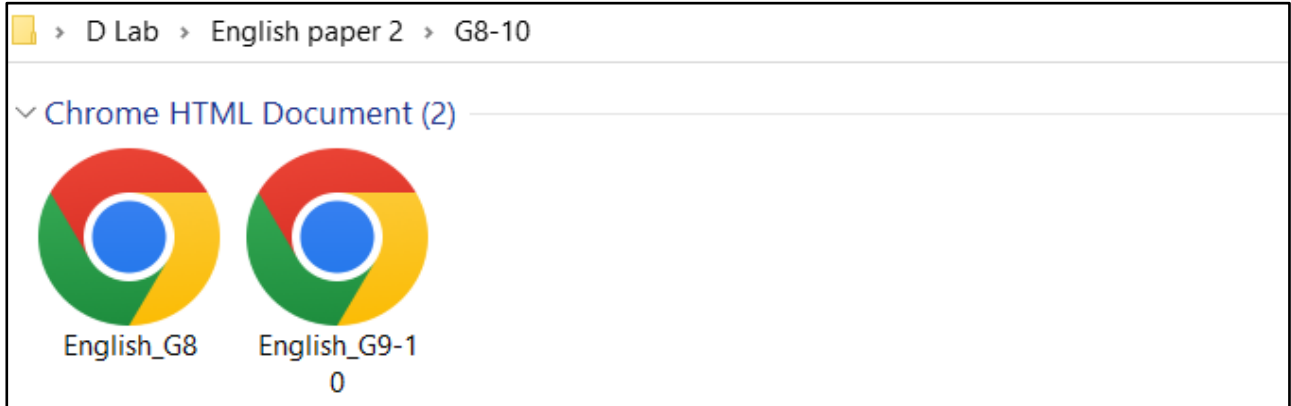 D Lab > English paper 2 > G8-10
Chrome HTML Document (2)
English_G8 English_G9-1
0